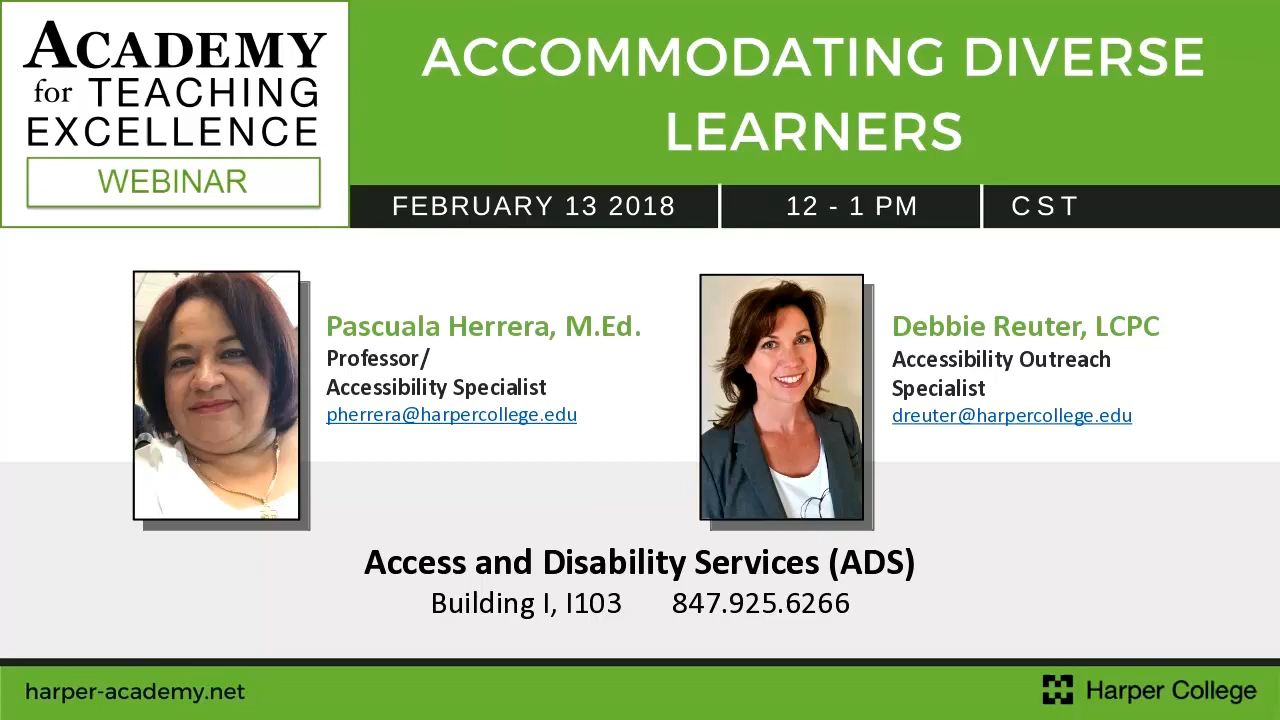 ACADEMY
for TEACHING
EXCELLENCE
WEBINAR
ACCOMMODATING DIVERSE
LEARNERS
FEBRUARY 13 2018
12 - 1 PM
CST
Pascuala Herrera, M.Ed.
Professor/
Accessibility Specialist
pherrera@harpercollege.edu
Debbie Reuter, LCPC
Accessibility Outreach
Specialist
dreuter@harpercollege.edu
Access and Disability Services (ADS)
Building I, I103 847.925.6266
harper-academy.net
Harper College